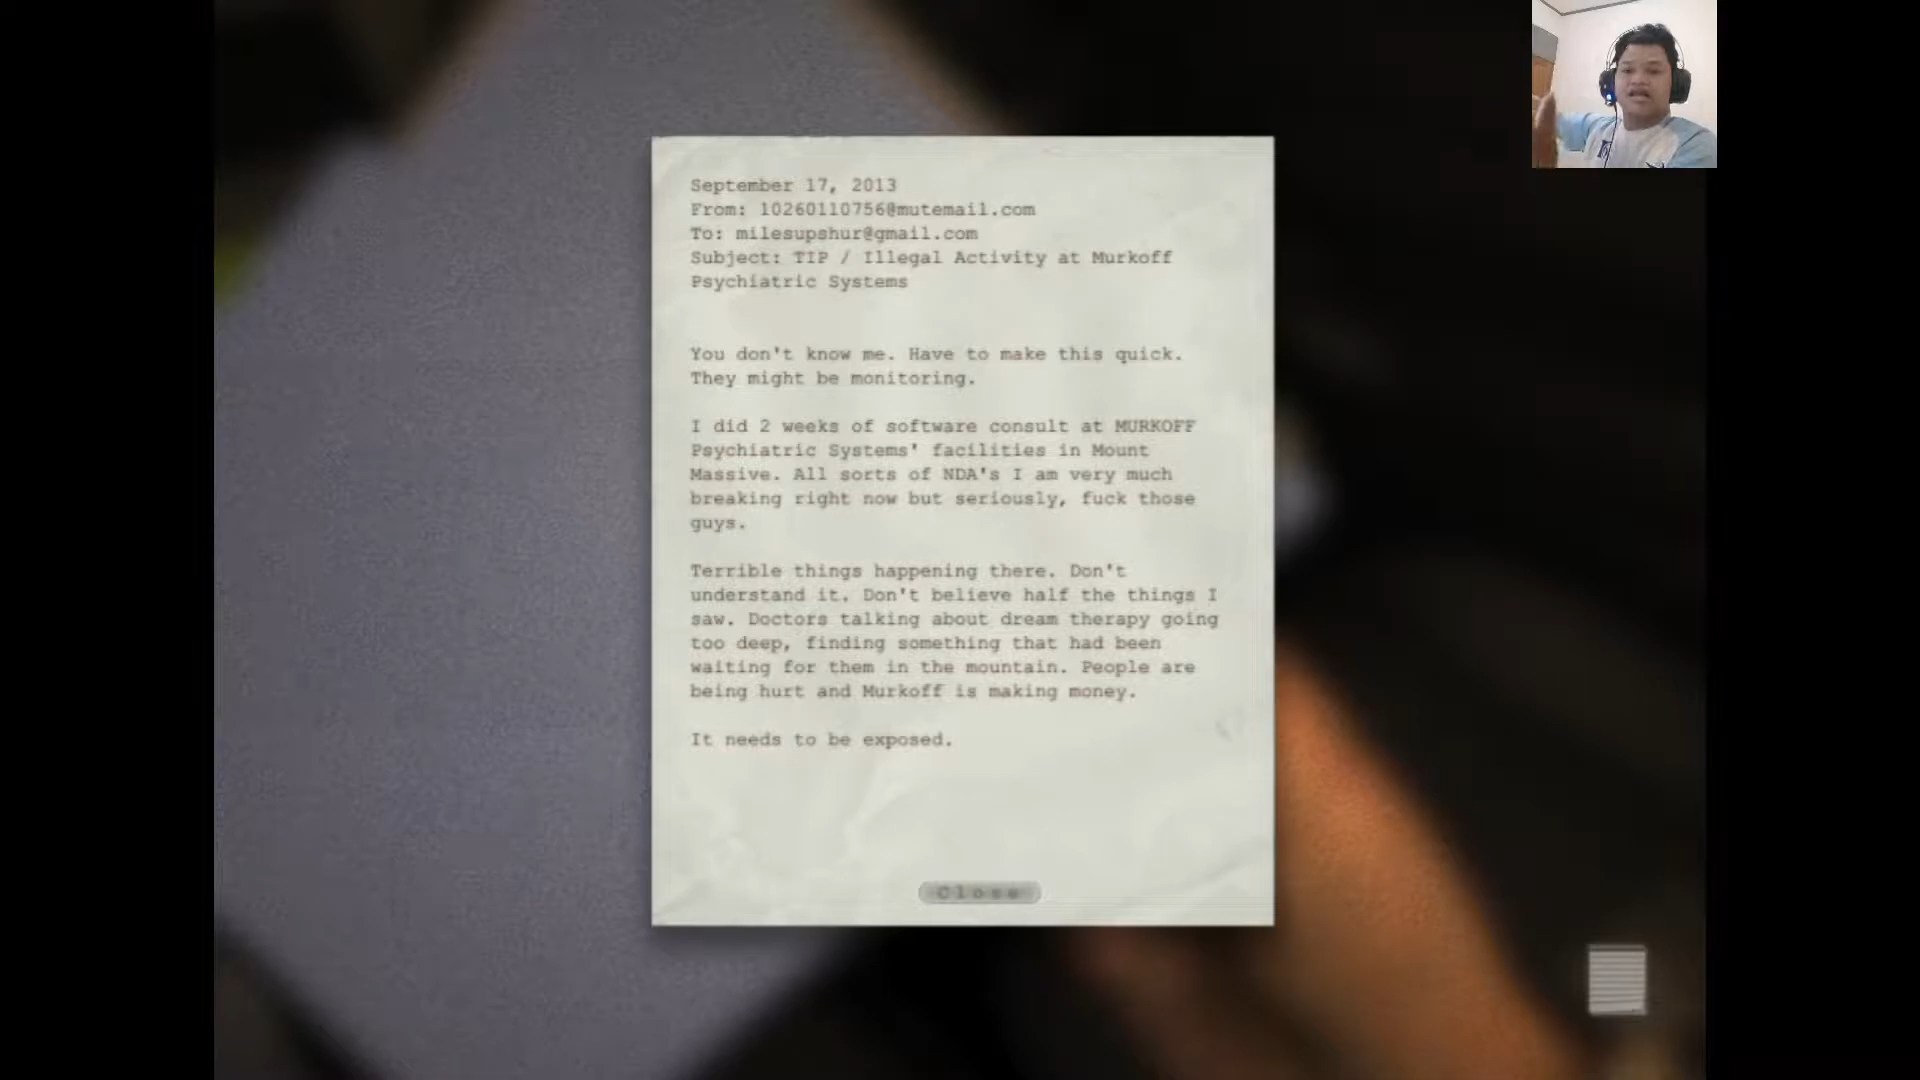 September 17, 2013
From: 10260110756@mutemail.com
To: milesupshur@gmail.com
Subject: TIP / Illegal Activity at Murkoff
Psychiatric Systems
You don't know me. Have to make this quick.
They might be monitoring.
I did 2 weeks of software consult at MURKOFF
Psychiatric Systems' facilities in Mount
Massive. All sorts of NDA's I am very much
breaking right now but seriously, fuck those
guys.
Terrible things happening there. Don't
understand it. Don't believe half the things I
saw. Doctors talking about dream therapy going
too deep, finding something that had been
waiting for them in the mountain. People are
being hurt and Murkoff is making money.
It needs to be exposed.
Close